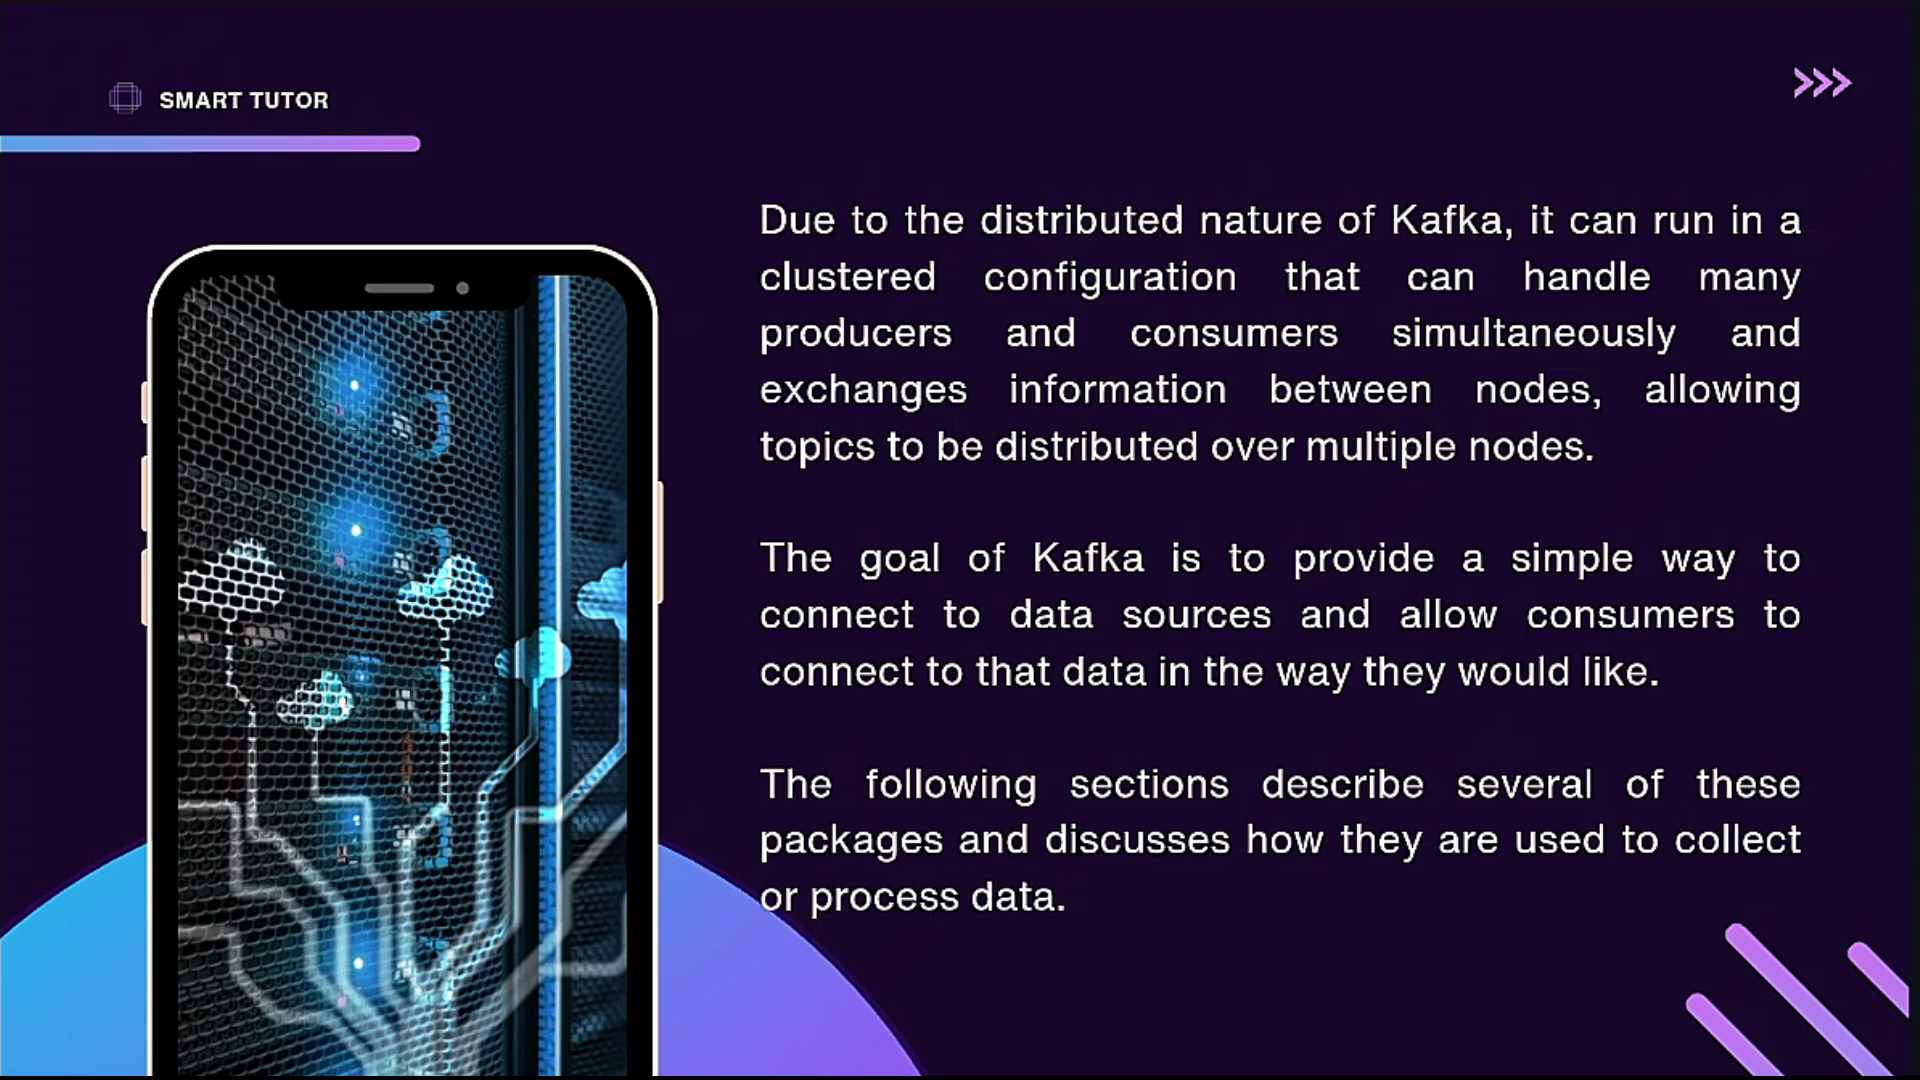 SMART TUTOR
Due to the distributed nature of Kafka, it can run in a
clustered configuration that can handle many
producers and consumers simultaneously and
exchanges information between nodes, allowing
topics to be distributed over multiple nodes.
The goal of Kafka is to provide a simple way to
connect to data sources and allow consumers to
connect to that data in the way they would like.
The following sections describe several of these
packages and discusses how they are used to collect
or process data.